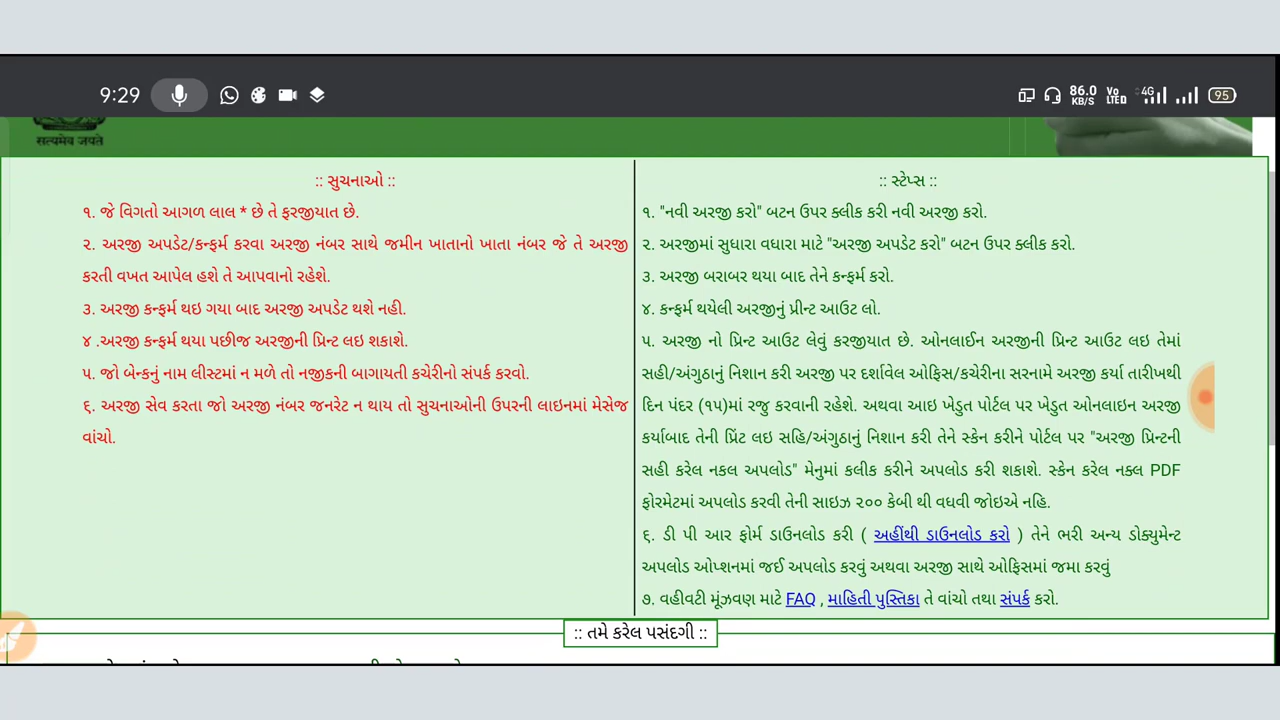 9:29
86.0 KB/S Vo LTE D 4G 95
सत्यमेव जयते
:: સુચનાઓ ::
૧. જે વિગતો આગળ લાલ * છે તે ફરજીયાત છે.
૨. અરજી અપડેટ/કન્ફર્મ કરવા અરજી નંબર સાથે જમીન ખાતાનો ખાતા નંબર જે તે અરજી
કરતી વખત આપેલ હશે તે આપવાનો રહેશે.
૩. અરજી કન્ફર્મ થઇ ગયા બાદ અરજી અપડેટ થશે નહી.
૪ .અરજી કન્ફર્મ થયા પછીજ અરજીની પ્રિન્ટ લઇ શકાશે.
૫. જો બેન્કનું નામ લીસ્ટમાં ન મળે તો નજીકની બાગાયતી કચેરીનો સંપર્ક કરવો.
૬. અરજી સેવ કરતા જો અરજી નંબર જનરેટ ન થાય તો સુચનાઓની ઉપરની લાઇનમાં મેસેજ
વાંચો.
:: સ્ટેપ્સ ::
૧. "નવી અરજી કરો" બટન ઉપર ક્લીક કરી નવી અરજી કરો.
૨. અરજીમાં સુધારા વધારા માટે "અરજી અપડેટ કરો" બટન ઉપર ક્લીક કરો.
૩. અરજી બરાબર થયા બાદ તેને કન્ફર્મ કરો.
૪. કન્ફર્મ થયેલી અરજીનું પ્રીન્ટ આઉટ લો.
૫. અરજી નો પ્રિન્ટ આઉટ લેવું ફરજીયાત છે. ઓનલાઈન અરજીની પ્રિન્ટ આઉટ લઇ તેમાં
સહી/અંગુઠાનું નિશાન કરી અરજી પર દર્શાવેલ ઓફિસ/કચેરીના સરનામે અરજી કર્યા તારીખથી
દિન પંદર (૧૫)માં રજુ કરવાની રહેશે. અથવા આઇ ખેડુત પોર્ટલ પર ખેડુત ઓનલાઇન અરજી
કર્યાબાદ તેની પ્રિંટ લઇ સહિ/અંગુઠાનું નિશાન કરી તેને સ્કેન કરીને પોર્ટલ પર "અરજી પ્રિન્ટની
સહી કરેલ નકલ અપલોડ" મેનુમાં કલીક કરીને અપલોડ કરી શકાશે. સ્કેન કરેલ નક્લ PDF
ફોરમેટમાં અપલોડ કરવી તેની સાઇઝ ૨૦૦ કેબી થી વધવી જોઇએ નહિ.
૬. ડી પી આર ફોર્મ ડાઉનલોડ કરી ( અહીંથી ડાઉનલોડ કરો ) તેને ભરી અન્ય ડોક્યુમેન્ટ
અપલોડ ઓપ્શનમાં જઈ અપલોડ કરવું અથવા અરજી સાથે ઓફિસમાં જમા કરવું
૭. વહીવટી મૂંઝવણ માટે FAQ , માહિતી પુસ્તિકા તે વાંચો તથા સંપર્ક કરો.
:: તમે કરેલ પસંદગી ::